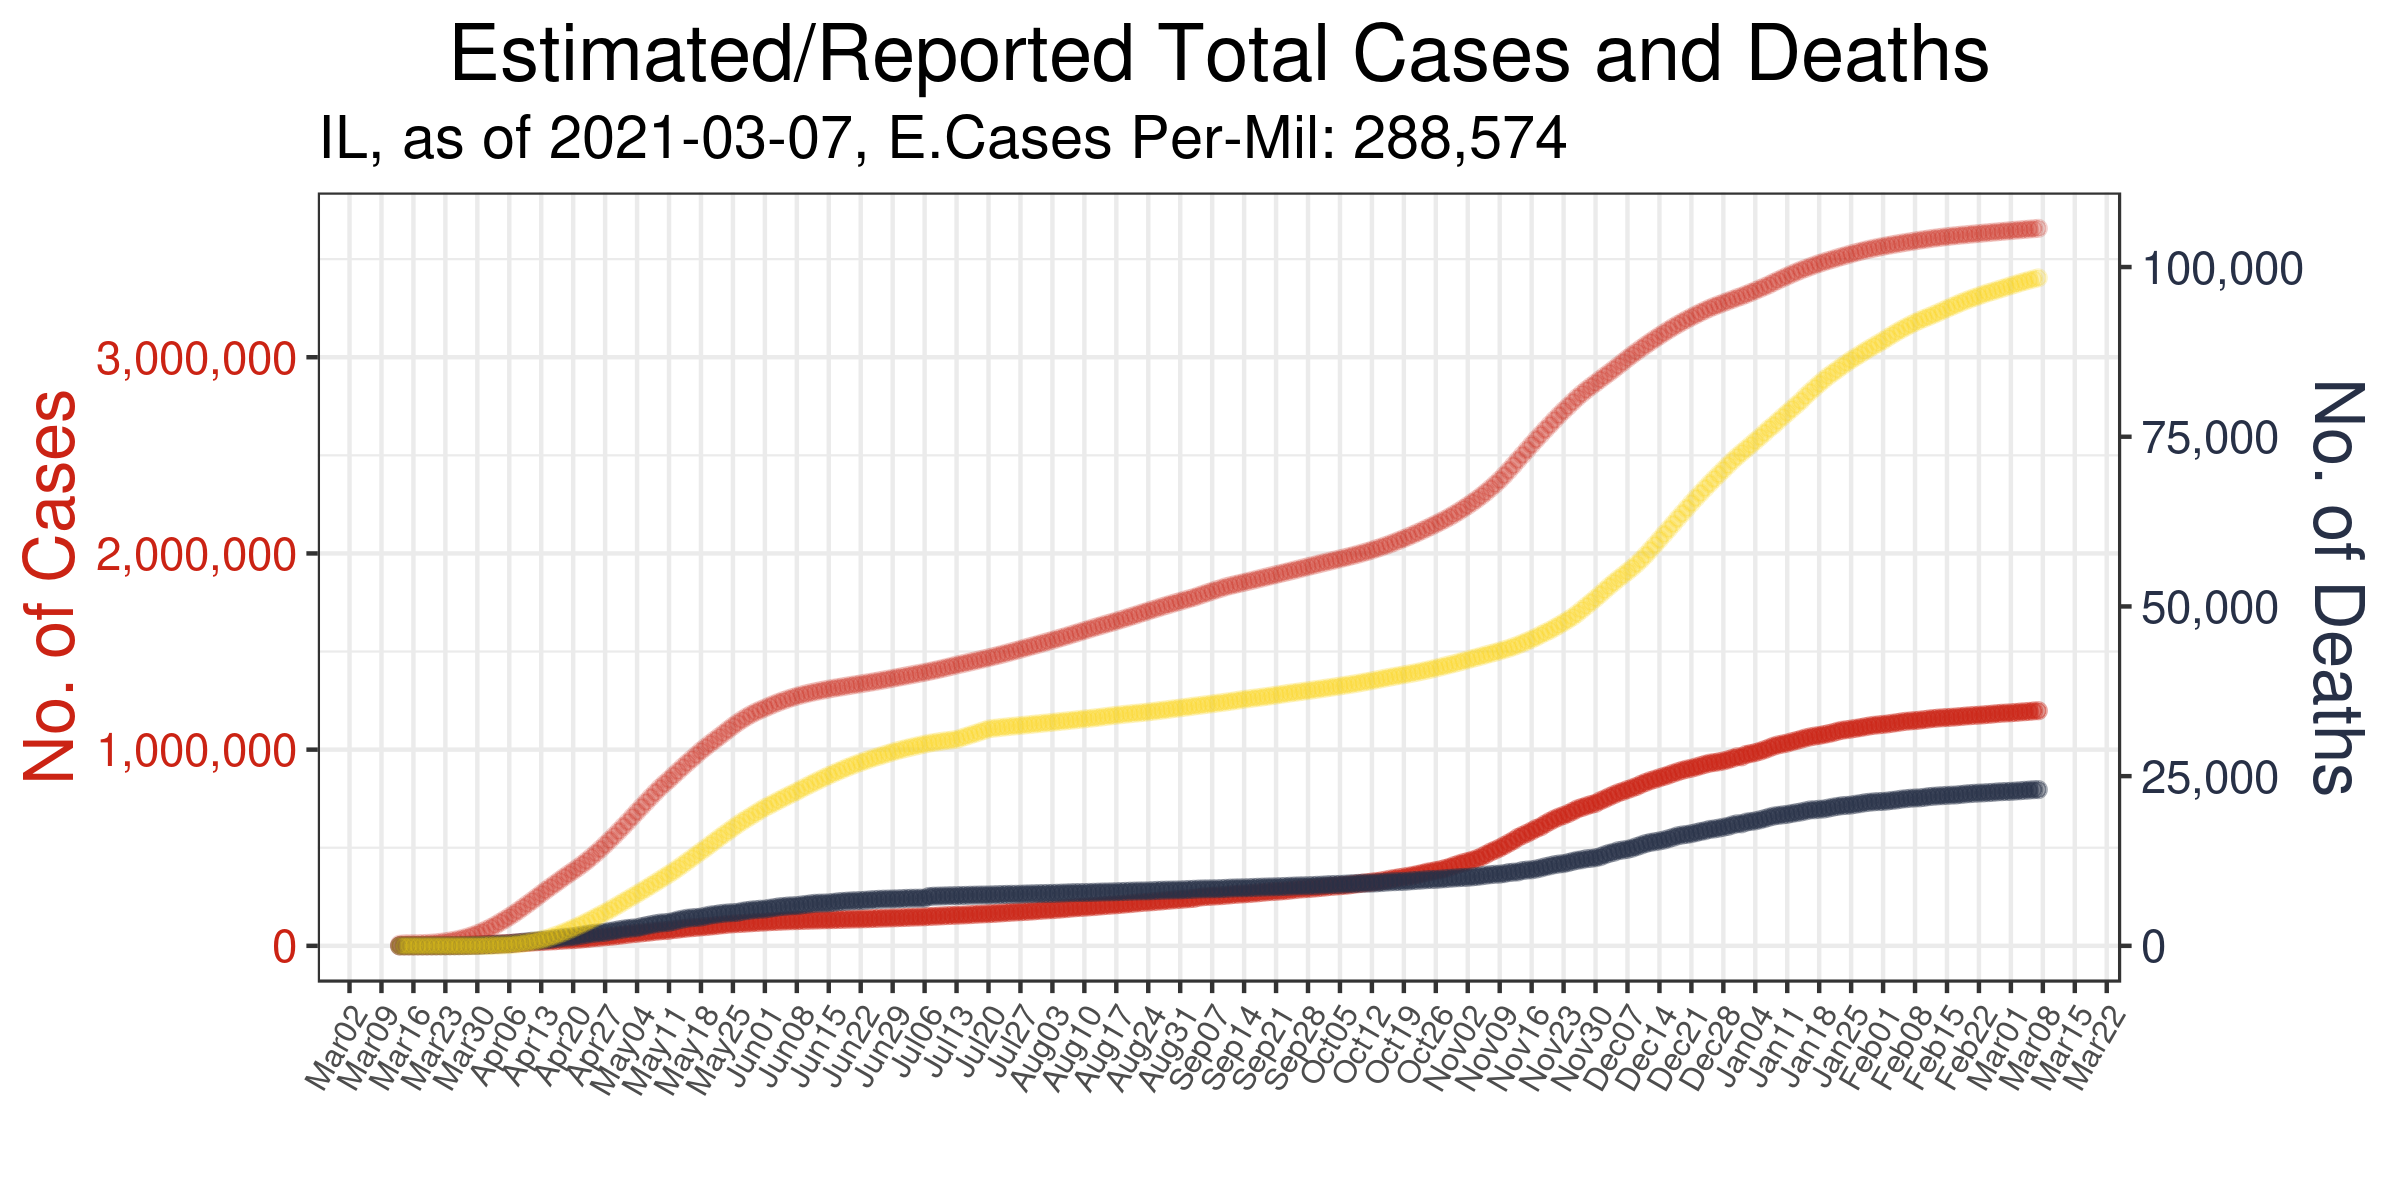 Estimated/Reported Total Cases and Deaths
IL, as of 2021-03-07, E.Cases Per-Mil: 288,574
No. of Cases
3,000,000
2,000,000
1,000,000
0
100,000
75,000
50,000
25,000
0
No. of Deaths
Mar02
Mar09
Mar16
Mar23
Mar30
Apr06
Apr13
Apr20
Apr27
May04
May11
May18
May25
Jun01
Jun08
Jun15
Jun22
Jun29
Jul06
Jul13
Jul20
Jul27
Aug03
Aug10
Aug17
Aug24
Aug31
Sep07
Sep14
Sep21
Sep28
Oct05
Oct12
Oct19
Oct26
Nov02
Nov09
Nov16
Nov23
Nov30
Dec07
Dec14
Dec21
Dec28
Jan04
Jan11
Jan18
Jan25
Feb01
Feb08
Feb15
Feb22
Mar01
Mar08
Mar15
Mar22